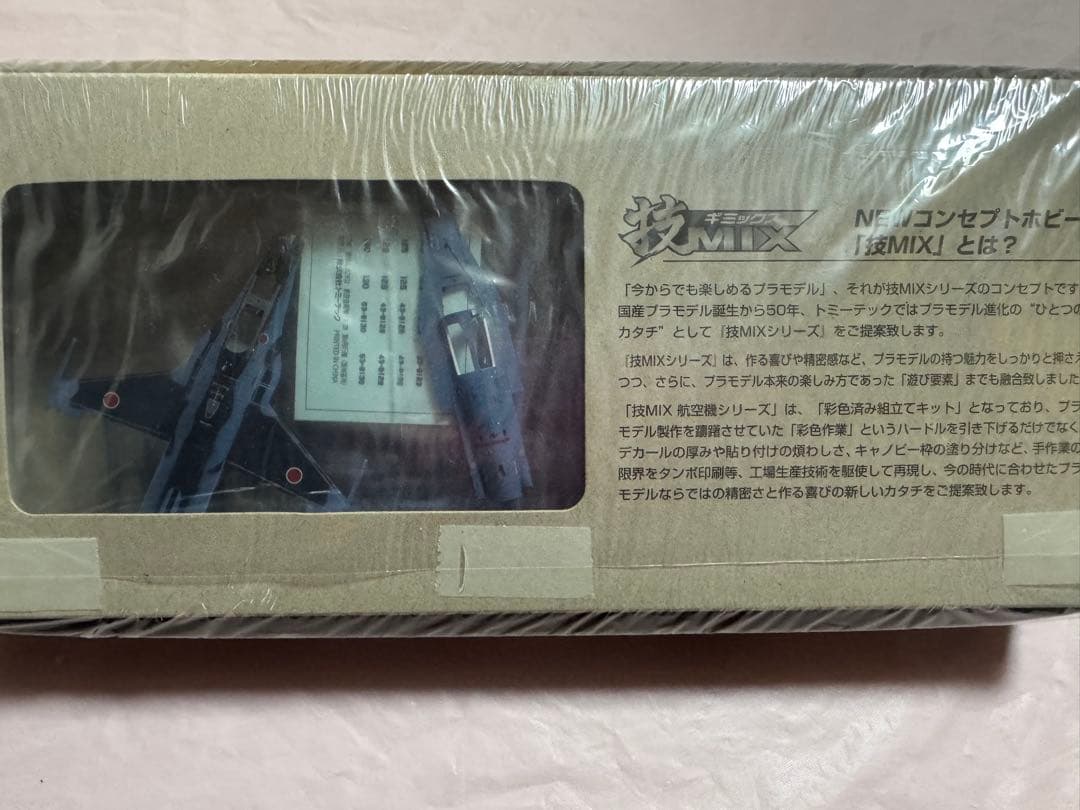 技MIX
ギミックス
NEWコンセプトホビー
「技MIX」とは？
「今からでも楽しめるプラモデル」、それが技MIXシリーズのコンセプトです
国産プラモデル誕生から50年、トミーテックではプラモデル進化の“ひとつの
カタチ”として『技MIXシリーズ』をご提案致します。
『技MIXシリーズ』は、作る喜びや精密感など、プラモデルの持つ魅力をしっかりと押さえ
つつ、さらに、プラモデル本来の楽しみ方であった「遊び要素」までも融合致しました
「技MIX 航空機シリーズ」は、「彩色済み組立てキット」となっており、プラ
モデル製作を躊躇させていた「彩色作業」というハードルを引き下げるだけでなく
デカールの厚みや貼り付けの煩わしさ、キャノピー枠の塗り分けなど、手作業の
限界をタンポ印刷等、工場生産技術を駆使して再現し、今の時代に合わせたプラ
モデルならではの精密さと作る喜びの新しいカタチをご提案致します。
PRINTED IN CHINA